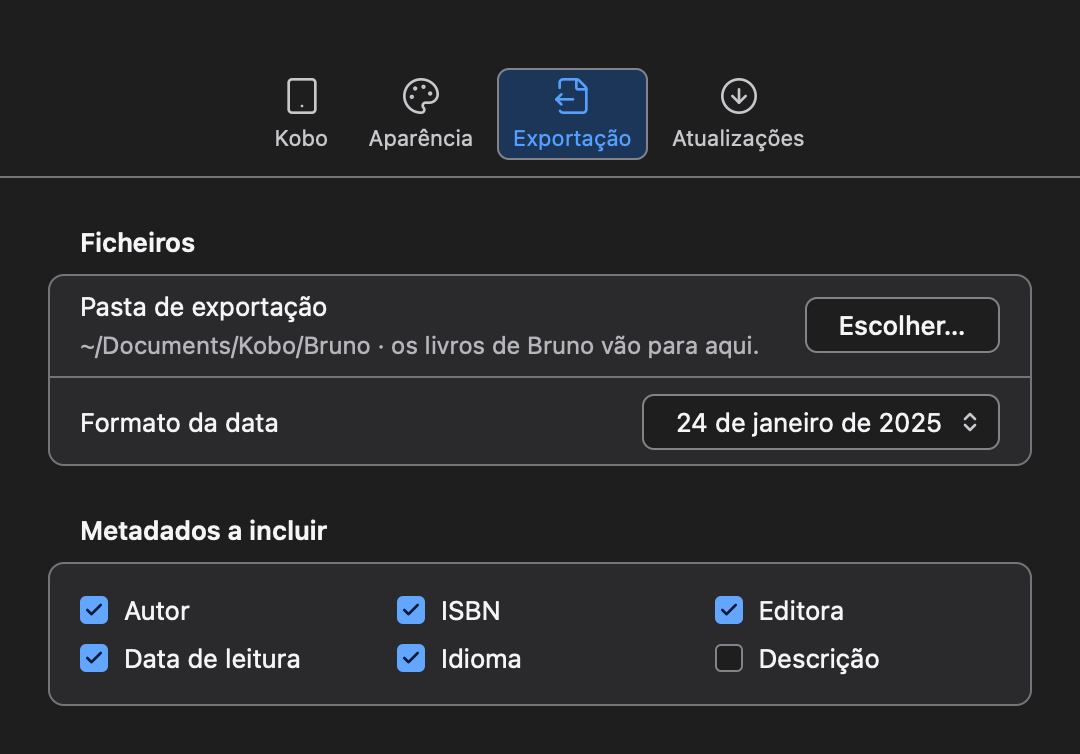 Kobo
Aparência
Exportação
Atualizações
Ficheiros
Pasta de exportação
~/Documents/Kobo/Bruno · os livros de Bruno vão para aqui.
Escolher...
Formato da data
24 de janeiro de 2025
Metadados a incluir
Autor
ISBN
Editora
Data de leitura
Idioma
Descrição